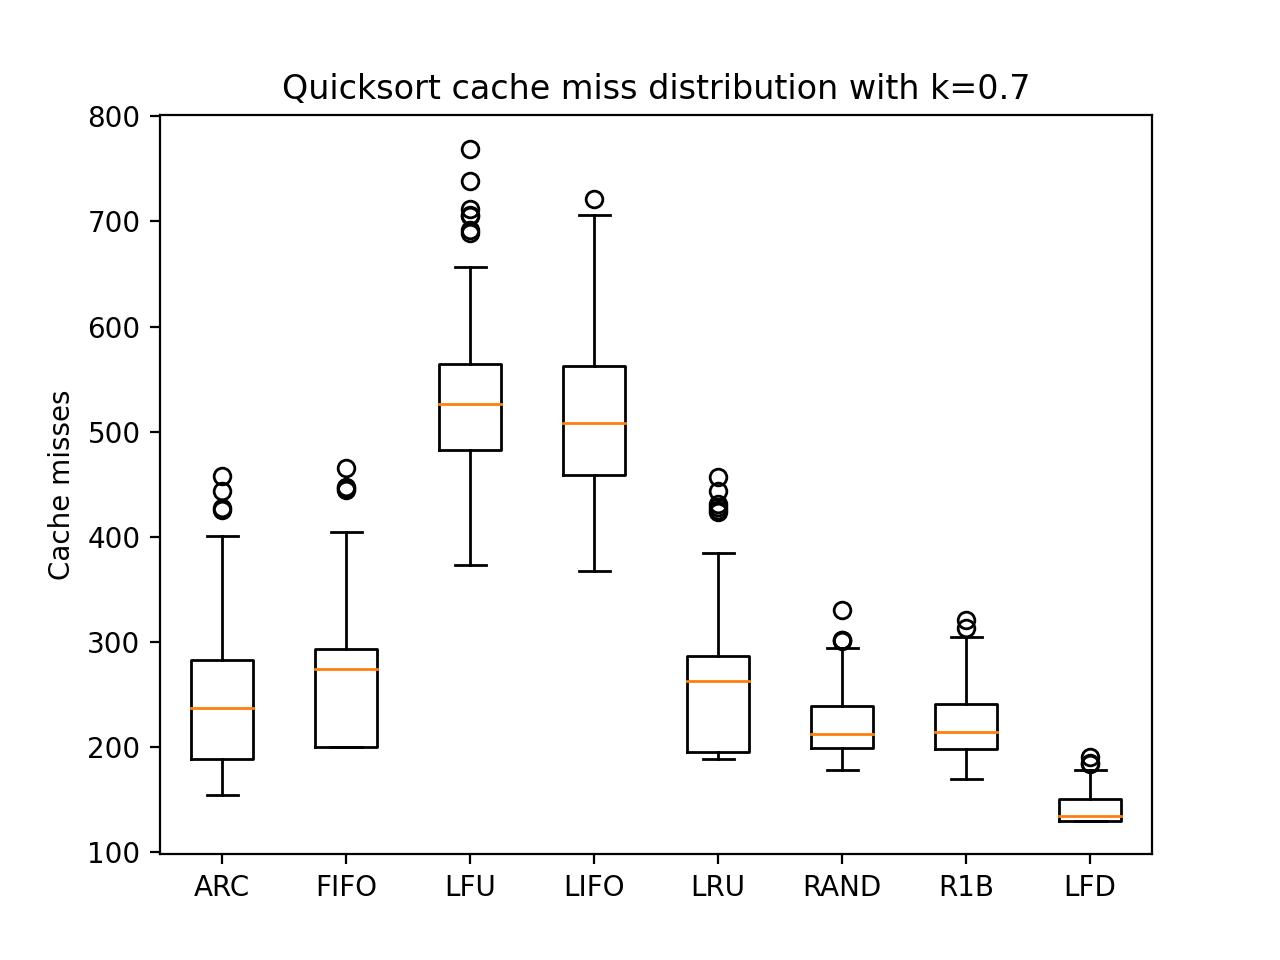 Quicksort cache miss distribution with k=0.7
800
700
600
500
400
300
200
100
Cache misses
ARC FIFO LFU LIFO LRU RAND R1B LFD